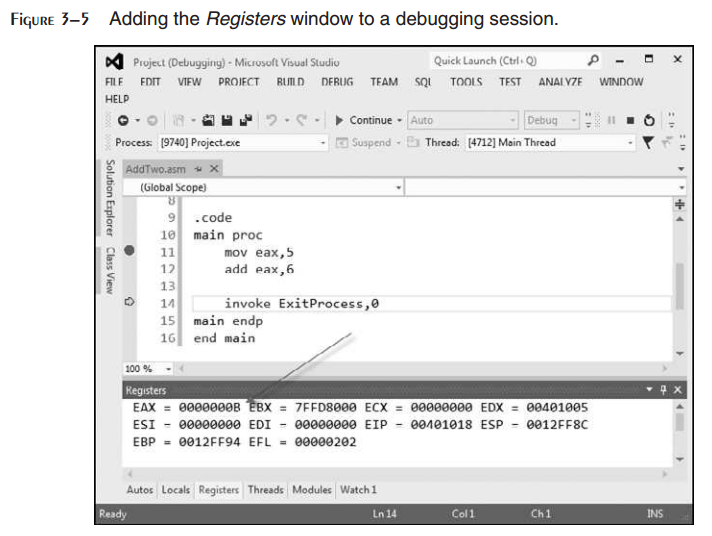 FIGURE 3–5 Adding the Registers window to a debugging session.
Project (Debugging) - Microsoft Visual Studio
Quick Launch (Ctrl+Q)
FILE EDIT VIEW PROJECT BUILD DEBUG TEAM SQL TOOLS TEST ANALYZE WINDOW
HELP
Continue Auto Debug
Process: [9740] Project.exe Suspend Thread: [4712] Main Thread
Solution Explorer
Class View
AddTwo.asm
(Global Scope)
8
9 .code
10 main proc
11 mov eax,5
12 add eax,6
13
14 invoke ExitProcess,0
15 main endp
16 end main
100 %
Registers
EAX = 0000000B EBX = 7FFD8000 ECX = 00000000 EDX = 00401005
ESI = 00000000 EDI = 00000000 EIP = 00401018 ESP = 0012FF8C
EBP = 0012FF94 EFL = 00000202
Autos Locals Registers Threads Modules Watch 1
Ready Ln 14 Col 1 Ch 1 INS